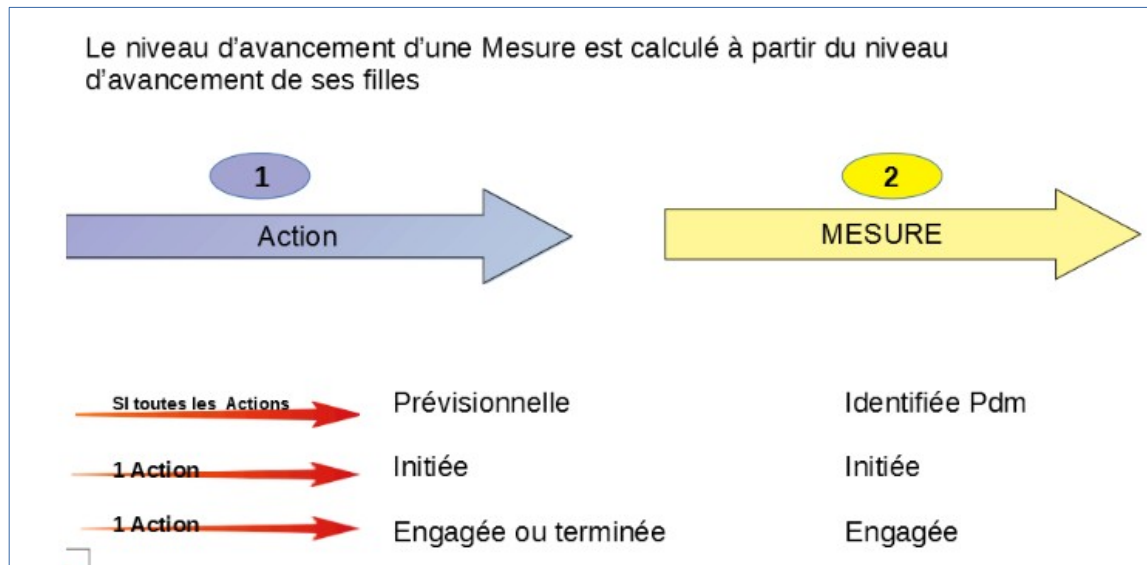 Le niveau d'avancement d'une Mesure est calculé à partir du niveau
d'avancement de ses filles
1
2
Action
MESURE
SI toutes les Actions
Prévisionnelle
Identifiée Pdm
1 Action
Initiée
Initiée
1 Action
Engagée ou terminée
Engagée